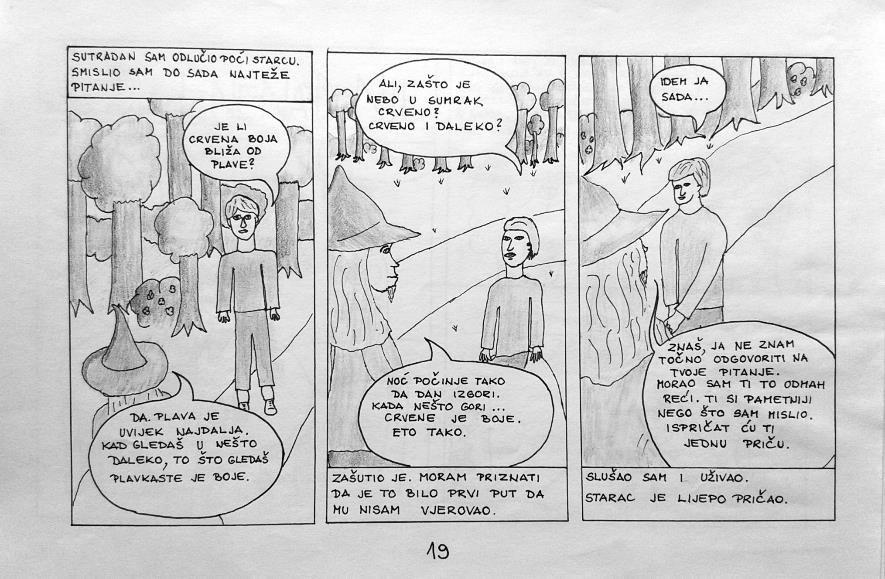 SUTRADAN SAM ODLUČIO POĆI STARCU.
SMISLIO SAM DO SADA NAJTEŽE
PITANJE...
JE LI
CRVENA BOJA
BLIŽA OD
PLAVE?
DA. PLAVA JE
UVIJEK NAJDALJA.
KAD GLEDAŠ U NEŠTO
DALEKO, TO ŠTO GLEDAŠ
PLAVKASTE JE BOJE.
ALI, ZAŠTO JE
NEBO U SUMRAK
CRVENO?
CRVENO I DALEKO?
NOĆ POČINJE TAKO
DA DAN IZGORI.
KADA NEŠTO GORI...
CRVENE JE BOJE.
ETO TAKO.
ZAŠUTIO JE. MORAM PRIZNATI
DA JE TO BILO PRVI PUT DA
MU NISAM VJEROVAO.
IDEM JA
SADA...
ZNAŠ, JA NE ZNAM
TOČNO ODGOVORITI NA
TVOJE PITANJE.
MORAO SAM TI TO ODMAH
REĆI. TI SI PAMETNIJI
NEGO ŠTO SAM MISLIO.
ISPRIČAT ĆU TI
JEDNU PRIČU.
SLUŠAO SAM I UŽIVAO.
STARAC JE LIJEPO PRIČAO.
19